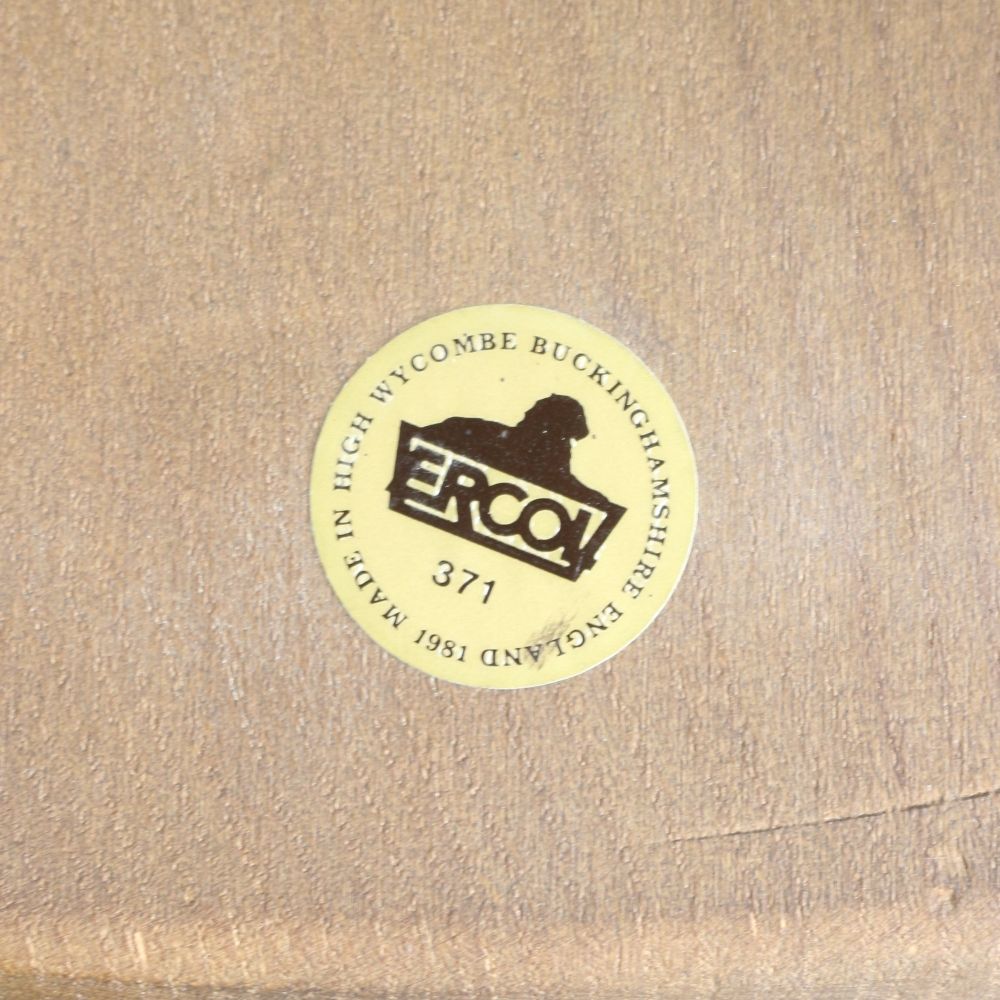 MADE IN HIGH WYCOMBE BUCKINGHAMSHIRE ENGLAND
ERCOL
371
1981